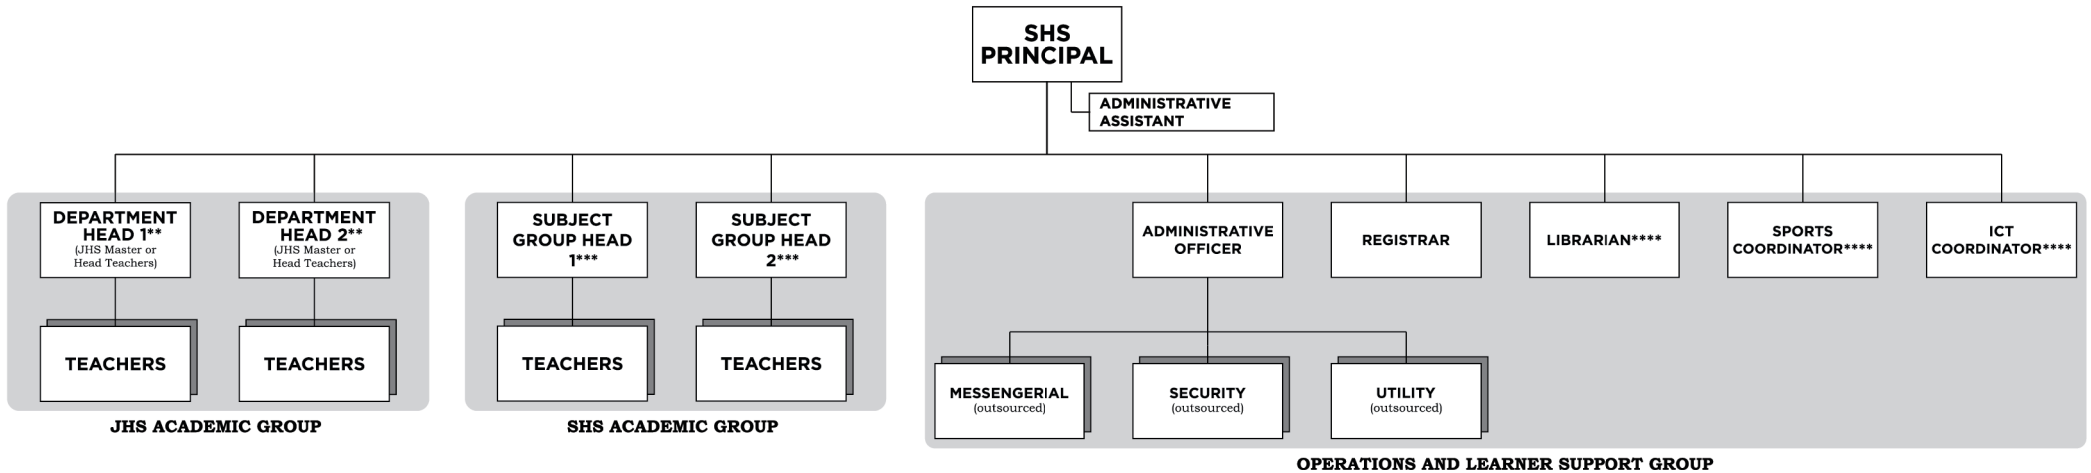 SHS
PRINCIPAL
ADMINISTRATIVE
ASSISTANT
DEPARTMENT
HEAD 1**
(JHS Master or
Head Teachers)
DEPARTMENT
HEAD 2**
(JHS Master or
Head Teachers)
SUBJECT
GROUP HEAD
1***
SUBJECT
GROUP HEAD
2***
ADMINISTRATIVE
OFFICER
REGISTRAR
LIBRARIAN****
SPORTS
COORDINATOR****
ICT
COORDINATOR****
TEACHERS
TEACHERS
TEACHERS
TEACHERS
MESSENGERIAL
(outsourced)
SECURITY
(outsourced)
UTILITY
(outsourced)
JHS ACADEMIC GROUP
SHS ACADEMIC GROUP
OPERATIONS AND LEARNER SUPPORT GROUP